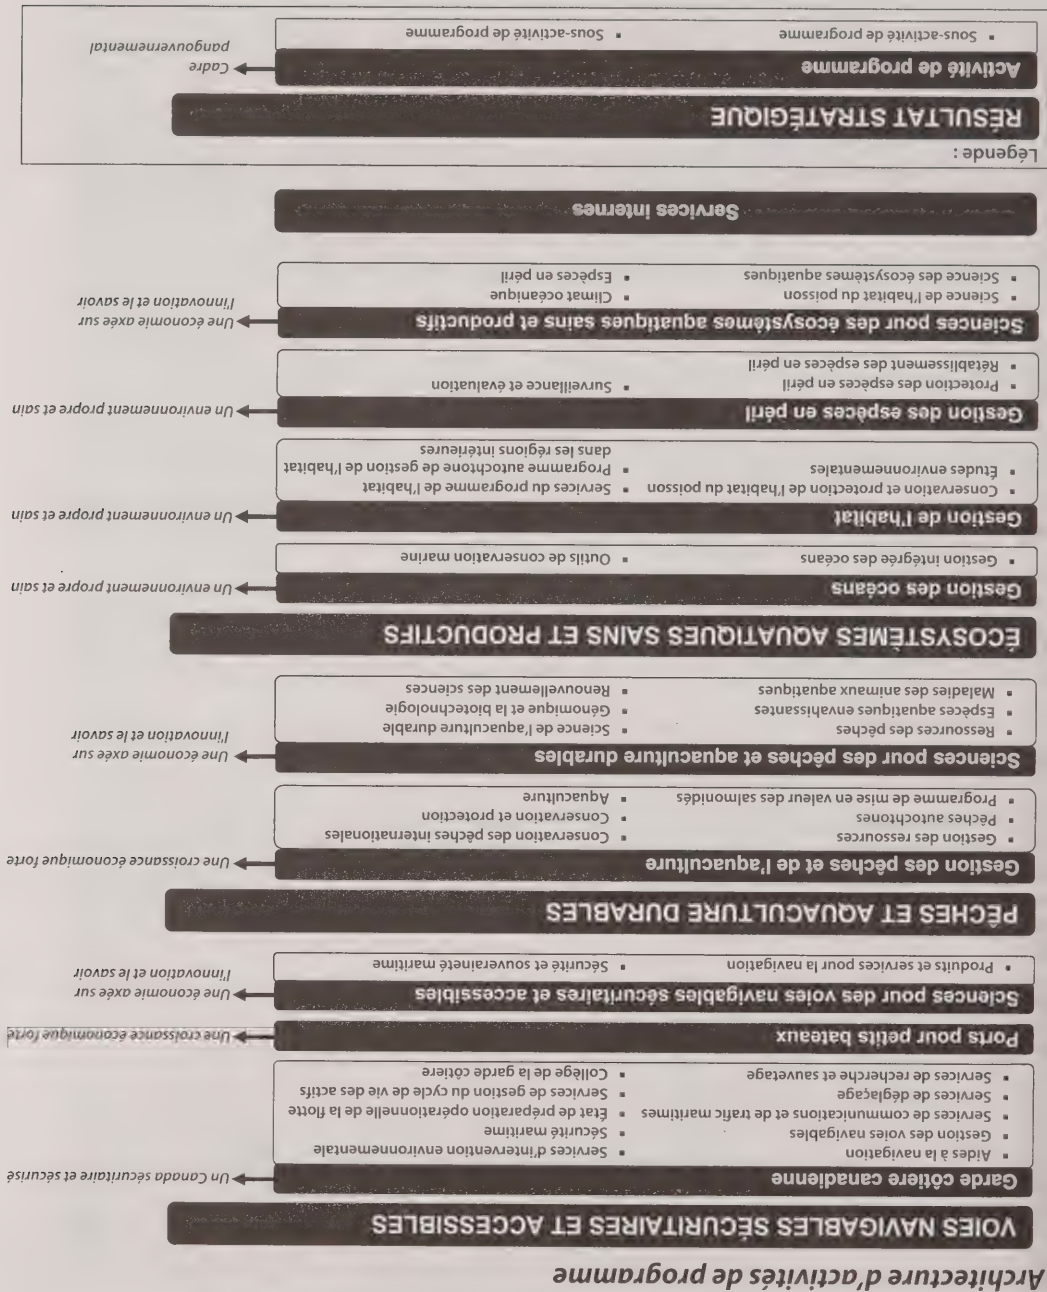 Architecture d'activités de programme
VOIES NAVIGABLES SÉCURITAIRES ET ACCESSIBLES
Garde côtiere canadienne
Un Canada sécuritaire et sécurisé
▪ Aides à la navigation
▪ Gestion des voies navigables
▪ Services de communications et de trafic maritimes
▪ Services de déglaçage
▪ Services de recherche et sauvetage
▪ Services d'intervention environnementale
▪ Sécurité maritime
▪ État de préparation opérationnelle de la flotte
▪ Services de gestion du cycle de vie des actifs
▪ Collège de la garde côtiere
Ports pour petits bateaux
Une croissance économique forte
Sciences pour des voies navigables sécuritaires et accessibles
Une économie axée sur
l'innovation et le savoir
▪ Produits et services pour la navigation
▪ Sécurité et souveraineté maritime
PÊCHES ET AQUACULTURE DURABLES
Gestion des pêches et de l'aquaculture
Une croissance économique forte
▪ Gestion des ressources
▪ Pêches autochtones
▪ Programme de mise en valeur des salmonidés
▪ Conservation des pêches internationales
▪ Conservation et protection
▪ Aquaculture
Sciences pour des pêches et aquaculture durables
Une économie axée sur
l'innovation et le savoir
▪ Ressources des pêches
▪ Espèces aquatiques envahissantes
▪ Maladies des animaux aquatiques
▪ Science de l'aquaculture durable
▪ Génomique et la biotechnologie
▪ Renouvellement des sciences
ÉCOSYSTÈMES AQUATIQUES SAINS ET PRODUCTIFS
Gestion des océans
Un environnement propre et sain
▪ Gestion intégrée des océans
▪ Outils de conservation marine
Gestion de l'habitat
Un environnement propre et sain
▪ Conservation et protection de l'habitat du poisson
▪ Études environnementales
▪ Services du programme de l'habitat
▪ Programme autochtone de gestion de l'habitat
dans les régions intérieures
Gestion des espèces en péril
Un environnement propre et sain
▪ Protection des espèces en péril
▪ Rétablissement des espèces en péril
▪ Surveillance et évaluation
Sciences pour des écosystèmes aquatiques sains et productifs
Une économie axée sur
l'innovation et le savoir
▪ Science de l'habitat du poisson
▪ Science des écosystèmes aquatiques
▪ Climat océanique
▪ Espèces en péril
Services internes
Légende :
RÉSULTAT STRATÉGIQUE
Activité de programme
Cadre
pangouvernemental
▪ Sous-activité de programme
▪ Sous-activité de programme